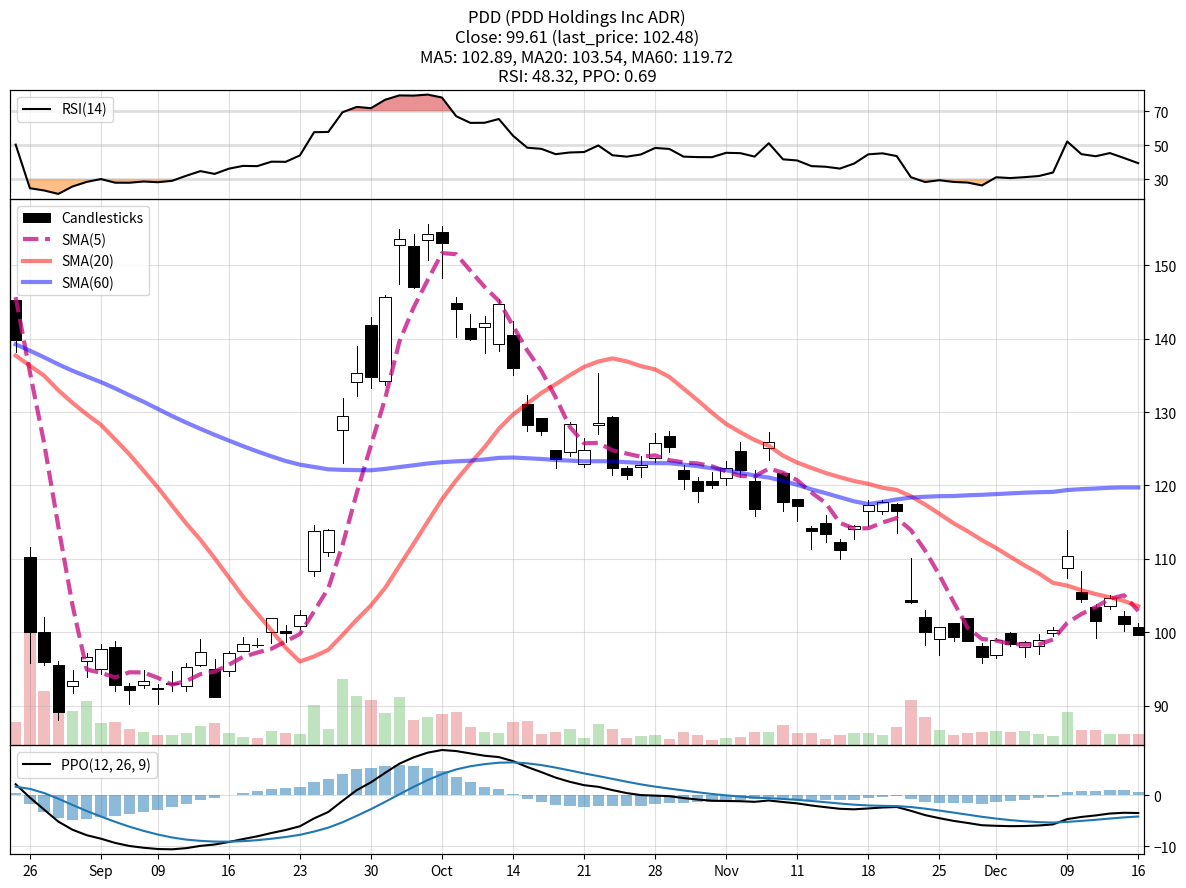 PDD (PDD Holdings Inc ADR)
Close: 99.61 (last_price: 102.48)
MA5: 102.89, MA20: 103.54, MA60: 119.72
RSI: 48.32, PPO: 0.69
RSI(14)
70
50
30
Candlesticks
SMA(5)
SMA(20)
SMA(60)
150
140
130
120
110
100
90
PPO(12, 26, 9)
0
−10
26 Sep 09 16 23 30 Oct 14 21 28 Nov 11 18 25 Dec 09 16